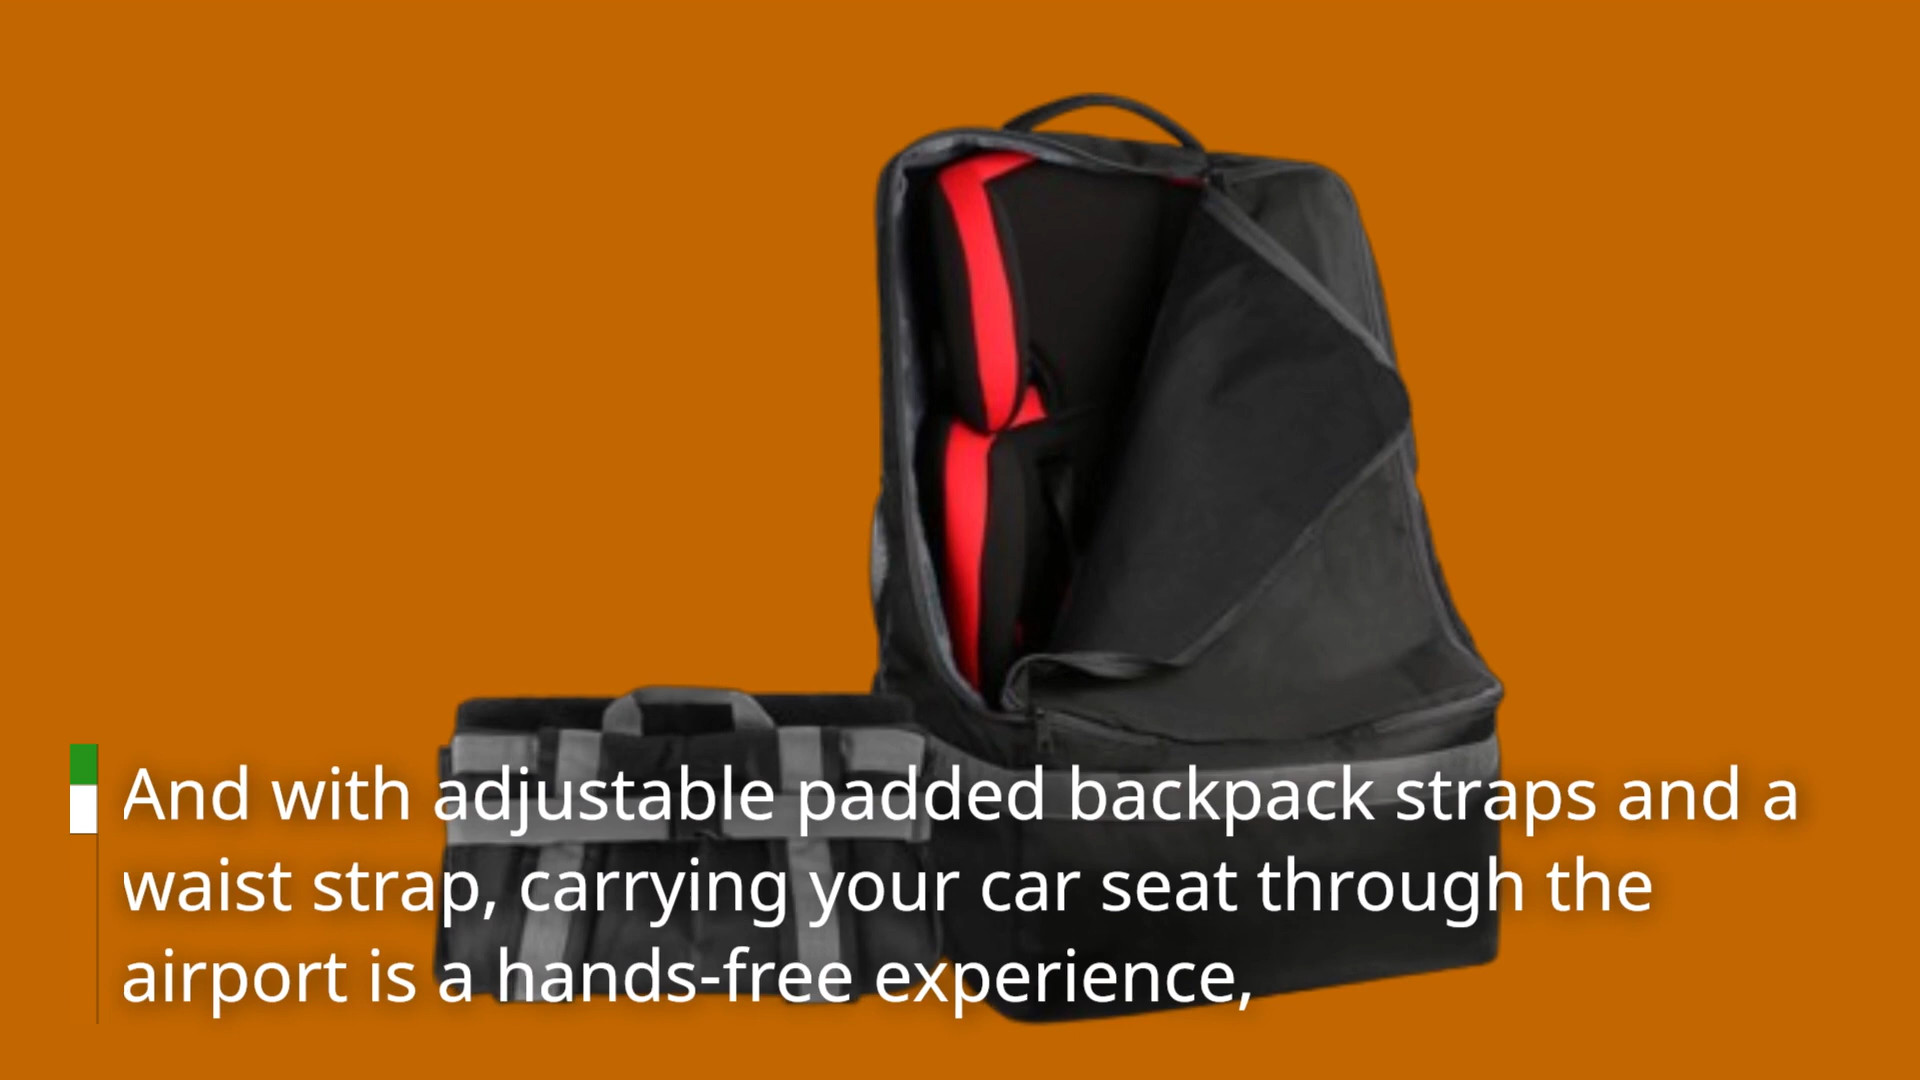 And with adjustable padded backpack straps and a
waist strap, carrying your car seat through the
airport is a hands-free experience,